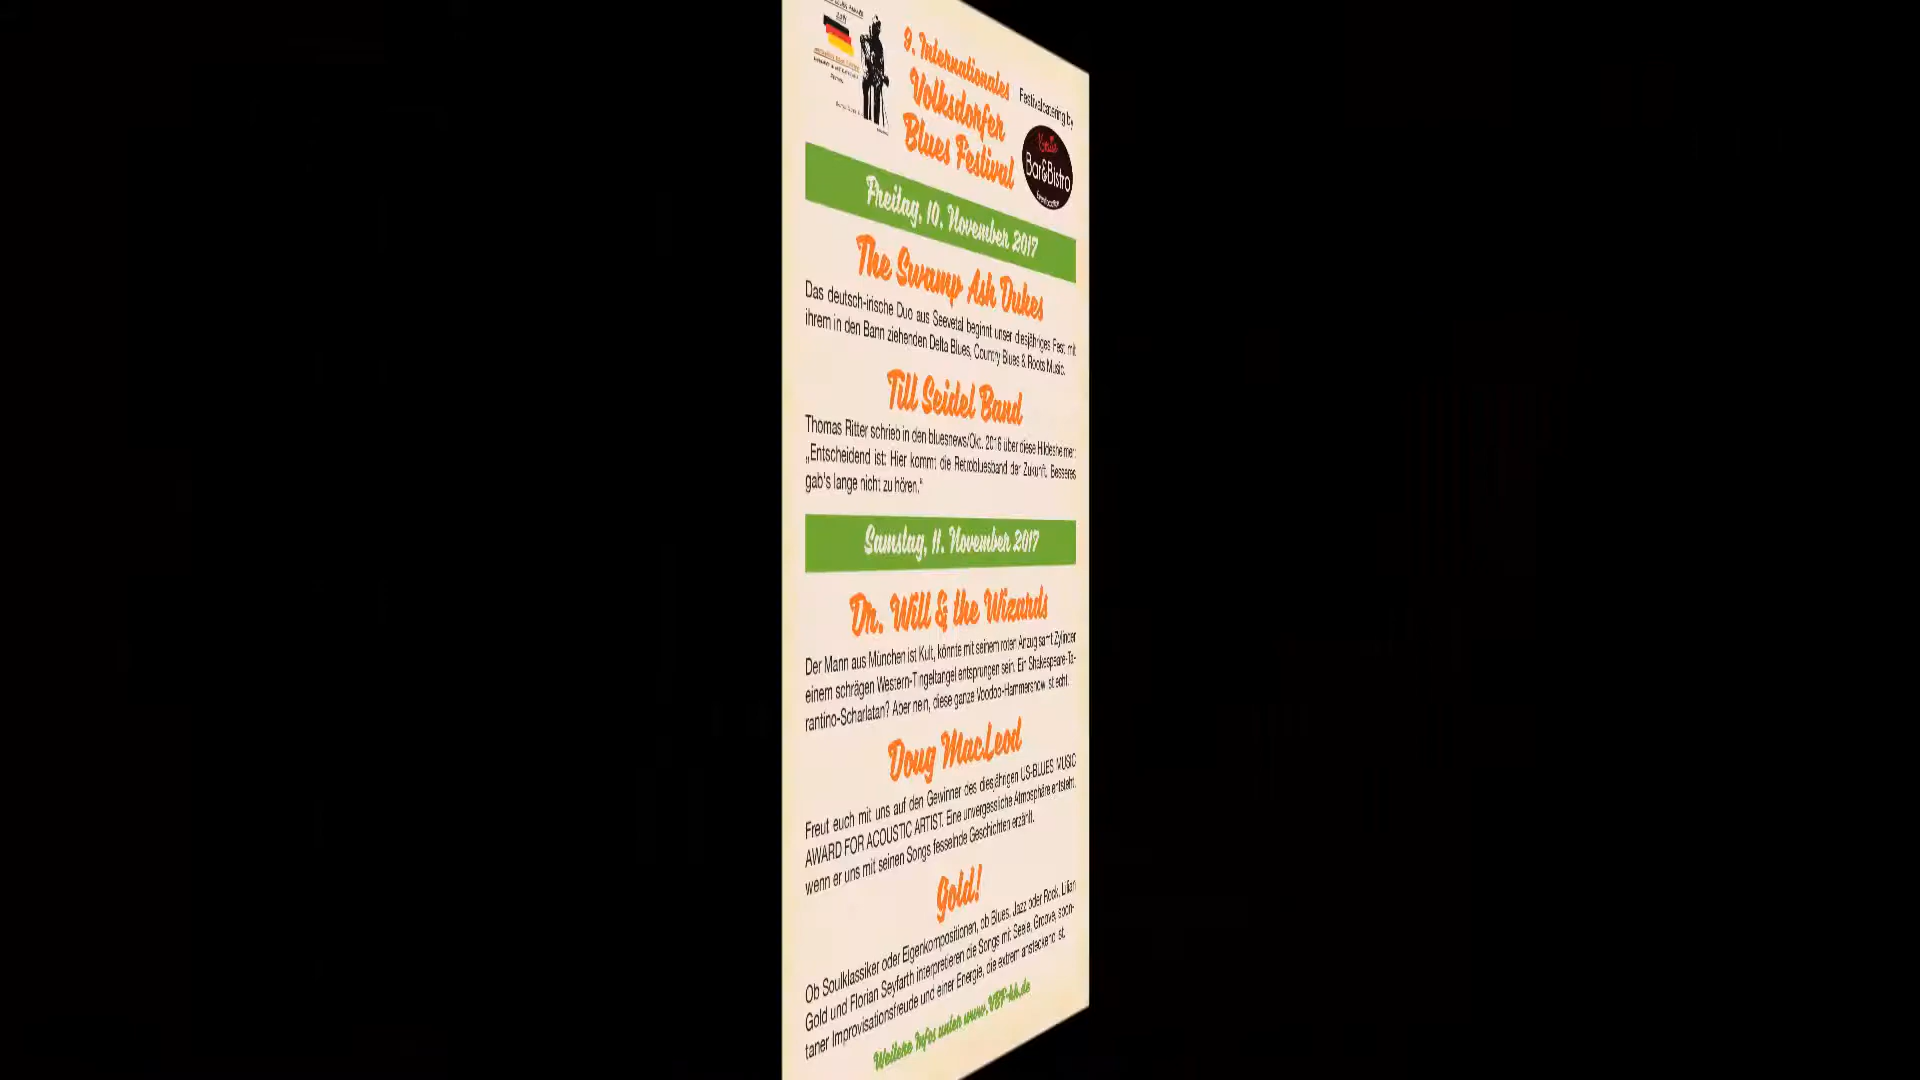 9. Internationales
Volksdorfer
Blues Festival
Festivalcatering by
Bar&Bistro
Freitag, 10. November 2017
The Swamp Ash Dukes
Das deutsch-irische Duo aus Seevetal beginnt unser diesjähriges Fest mit
ihrem in den Bann ziehenden Delta Blues, Country Blues & Roots Music.
Till Seidel Band
Thomas Ritter schrieb in den bluesnews/Okt. 2016 über diese Hildesheimer:
„Entscheidend ist: Hier kommt die Retrobluesband der Zukunft. Besseres
gab's lange nicht zu hören.“
Samstag, 11. November 2017
Dr. Will & the Wizards
Der Mann aus München ist Kult, könnte mit seinem roten Anzug samt Zylinder
einem schrägen Western-Tingeltangel entsprungen sein. Ein Shakespeare-Ta-
rantino-Scharlatan? Aber nein, diese ganze Voodoo-Hammershow ist echt.
Doug MacLeod
Freut euch mit uns auf den Gewinner des diesjährigen US-BLUES MUSIC
AWARD FOR ACOUSTIC ARTIST. Eine unvergessliche Atmosphäre entsteht,
wenn er uns mit seinen Songs fesselnde Geschichten erzählt.
Gold!
Ob Soulklassiker oder Eigenkompositionen, ob Blues, Jazz oder Rock, Lilian
Gold und Florian Seyfarth interpretieren die Songs mit Seele, Groove, spon-
taner Improvisationsfreude und einer Energie, die extrem ansteckend ist.
Weitere Infos unter www.VBF-hh.de